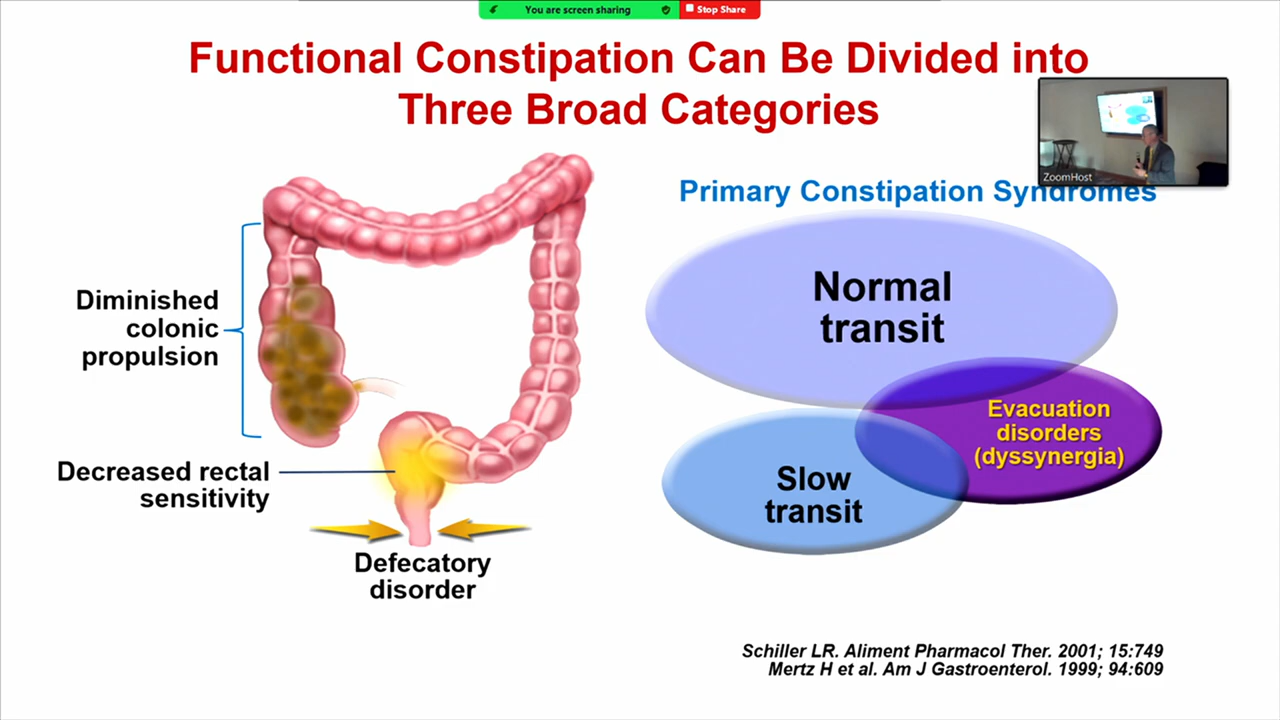 You are screen sharing
Stop Share
Functional Constipation Can Be Divided into
Three Broad Categories
ZoomHost
Primary Constipation Syndromes
Diminished
colonic
propulsion
Decreased rectal
sensitivity
Defecatory
disorder
Normal
transit
Evacuation
disorders
(dyssynergia)
Slow
transit
Schiller LR. Aliment Pharmacol Ther. 2001; 15:749
Mertz H et al. Am J Gastroenterol. 1999; 94:609